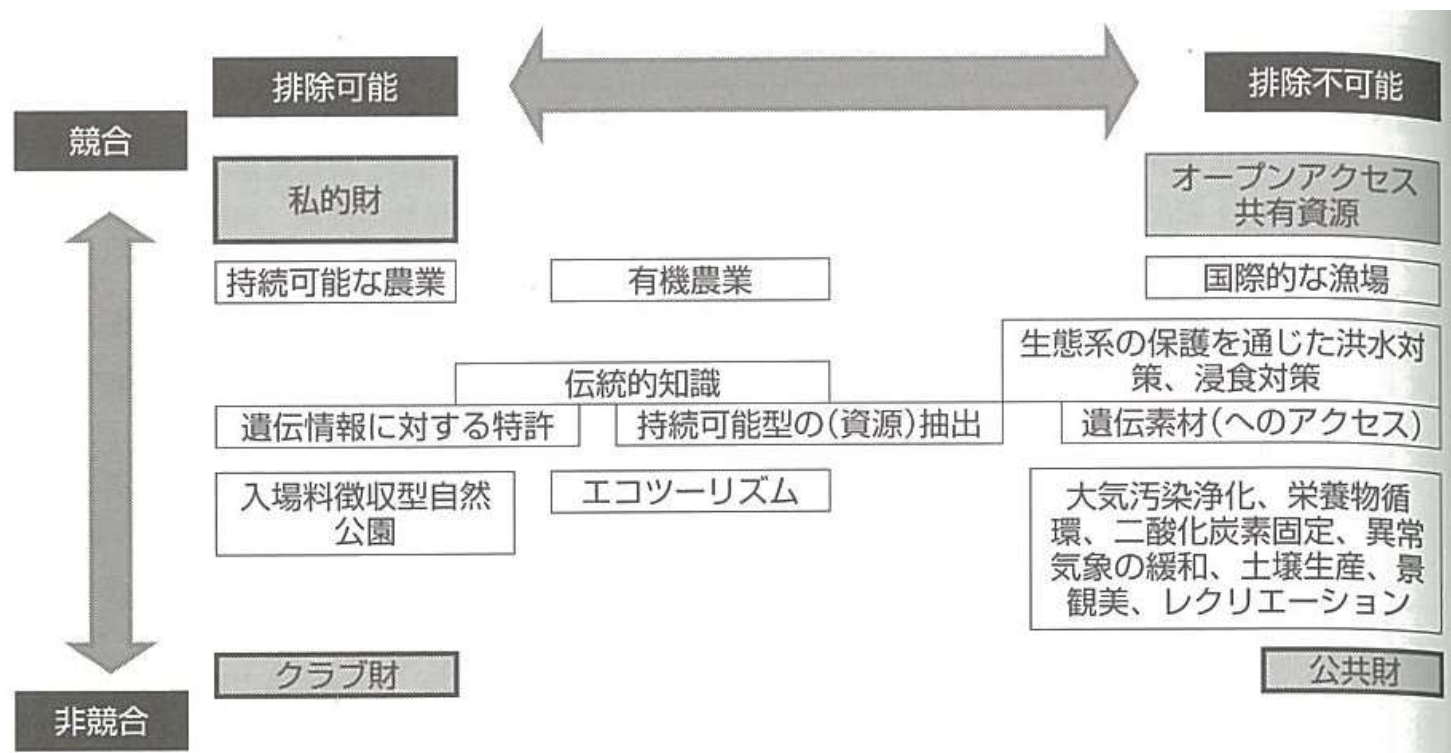 排除可能
排除不可能
競合
私的財
オープンアクセス
共有資源
持続可能な農業
有機農業
国際的な漁場
生態系の保護を通じた洪水対
策、浸食対策
伝統的知識
遺伝情報に対する特許
持続可能型の(資源)抽出
遺伝素材(へのアクセス)
入場料徴収型自然
公園
エコツーリズム
大気汚染浄化、栄養物循
環、二酸化炭素固定、異常
気象の緩和、土壌生産、景
観美、レクリエーション
クラブ財
公共財
非競合